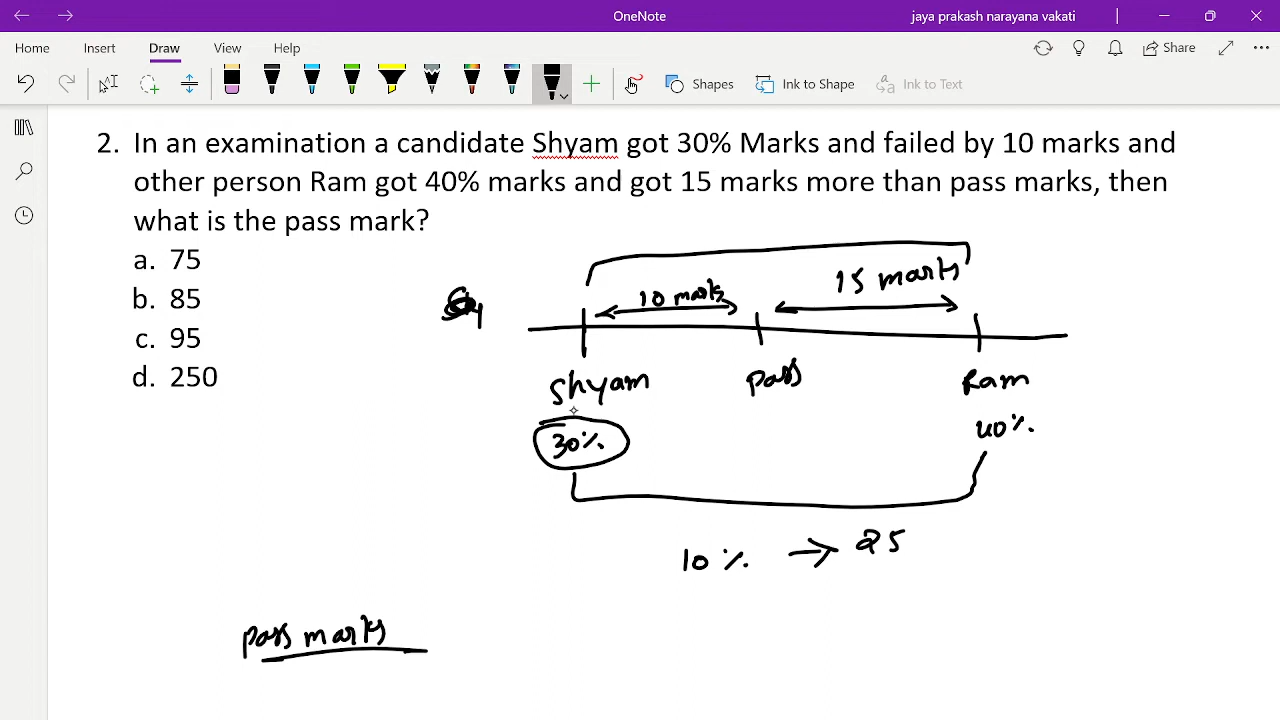 OneNote
jaya prakash narayana vakati
Home Insert Draw View Help
Share
Shapes Ink to Shape Ink to Text
2. In an examination a candidate Shyam got 30% Marks and failed by 10 marks and
other person Ram got 40% marks and got 15 marks more than pass marks, then
what is the pass mark?
a. 75
b. 85
c. 95
d. 250
10 marks 15 marks
Shyam pass Ram
30% 40%
10% → 25
pass marks